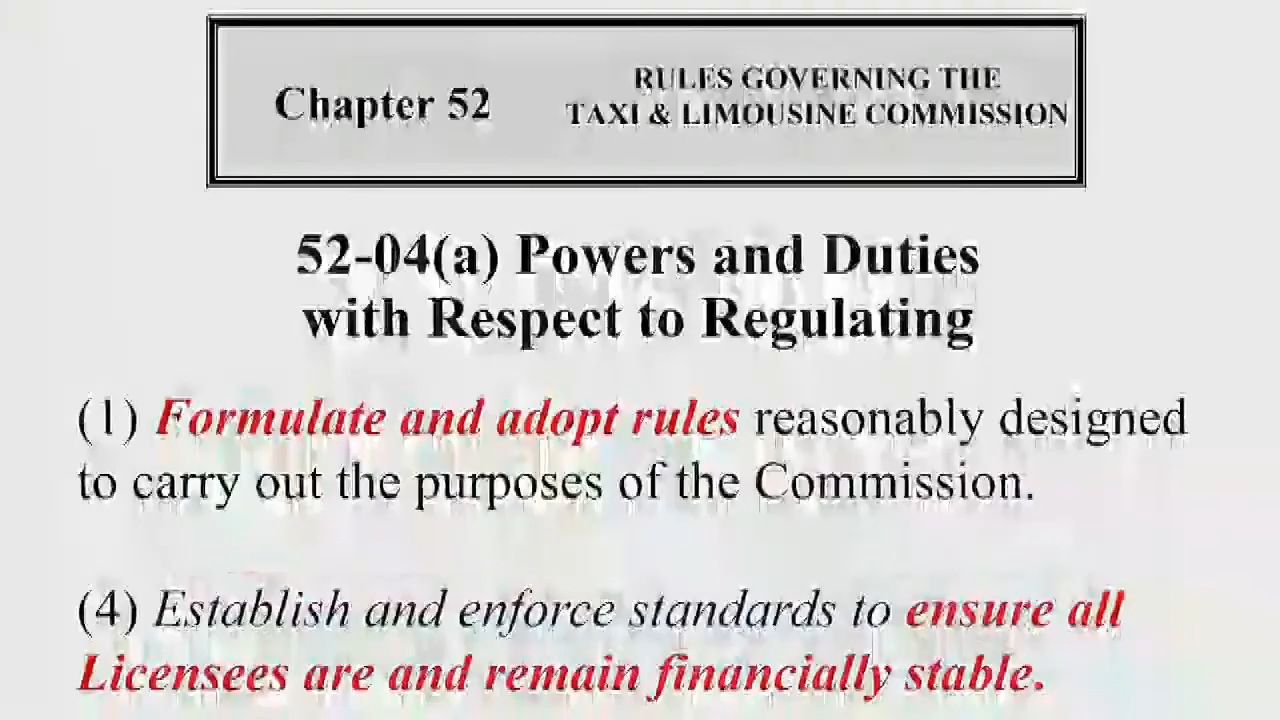 Chapter 52
RULES GOVERNING THE
TAXI & LIMOUSINE COMMISSION
52-04(a) Powers and Duties
with Respect to Regulating
(1) Formulate and adopt rules reasonably designed
to carry out the purposes of the Commission.
(4) Establish and enforce standards to ensure all
Licensees are and remain financially stable.